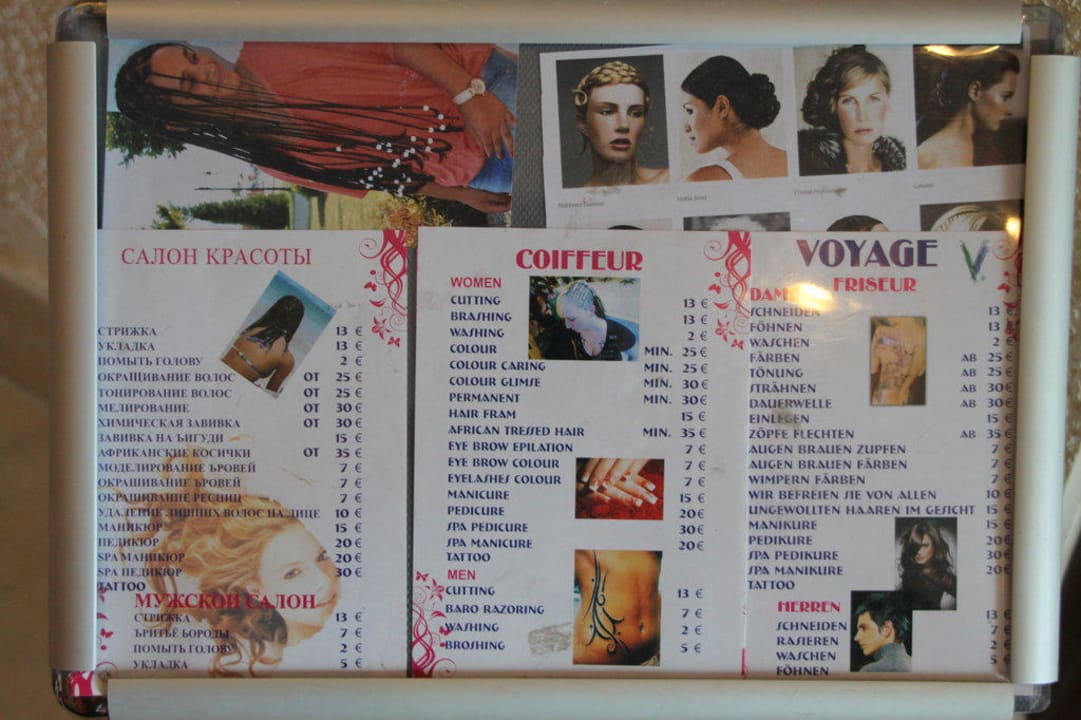 САЛОН КРАСОТЫ
СТРИЖКА 13 €
УКЛАДКА 13 €
ПОМЫТЬ ГОЛОВУ 2 €
ОКРАЩИВАНИЕ ВОЛОС ОТ 25 €
ТОНИРОВАНИЕ ВОЛОС ОТ 25 €
МЕЛИРОВАНИЕ ОТ 30 €
ХИМИЧЕСКАЯ ЗАВИВКА ОТ 30 €
ЗАВИВКА НА ЪИГУДИ 15 €
АФРИКАНСКИЕ КОСИЧКИ ОТ 35 €
МОДЕЛИРОВАНИЕ ЪРОВЕЙ 7 €
ОКРАШИВАНИЕ ЪРОВЕЙ 7 €
ОКРАШИВАНИЕ РЕСНИЦ 7 €
УДАЛЕНИЕ ЛИШНИХ ВОЛОС НА ЛИЦЕ 10 €
МАНИКЮР 15 €
ПЕДИКЮР 20 €
SPA МАНИКЮР 20 €
SPA ПЕДИКЮР 30 €
TATTOO
МУЖСКОЙ САЛОН
СТРИЖКА 13 €
ЪРИТЬЁ БОРОДЫ 7 €
ПОМЫТЬ ГОЛОВУ 2 €
УКЛАДКА 5 €
COIFFEUR
WOMEN
CUTTING 13 €
BRASHING 13 €
WASHING 2 €
COLOUR MIN. 25 €
COLOUR CARING MIN. 25 €
COLOUR GLIMSE MIN. 30 €
PERMANENT MIN. 30 €
HAIR FRAM 15 €
AFRICAN TRESSED HAIR MIN. 35 €
EYE BROW EPILATION 7 €
EYE BROW COLOUR 7 €
EYELASHES COLOUR 7 €
MANICURE 15 €
PEDICURE 20€
SPA PEDICURE 30€
SPA MANICURE 20€
TATTOO
MEN
CUTTING 13 €
BARO RAZORING 7 €
WASHING 2 €
BROSHING 5 €
VOYAGE V
FRISEUR
SCHNEIDEN 13
FÖHNEN 13
WASCHEN 2
FÄRBEN AB 25 €
TÖNUNG AB 25 €
STRÄHNEN AB 30€
DAUERWELLE AB 30€
EINLEGEN 15 €
ZÖPFE FLECHTEN AB 35€
AUGEN BRAUEN ZUPFEN 7 €
AUGEN BRAUEN FÄRBEN 7 €
WIMPERN FÄRBEN 7 €
WIR BEFREIEN SIE VON ALLEN 10 €
UNGEWOLLTEN HAAREN IM GESICHT 15 €
MANIKURE 15 €
PEDIKURE 20€
SPA PEDIKURE 30€
SPA MANIKURE 20€
TATTOO
HERREN
SCHNEIDEN 13
RASIEREN 7
WASCHEN 2
FÖHNEN 5